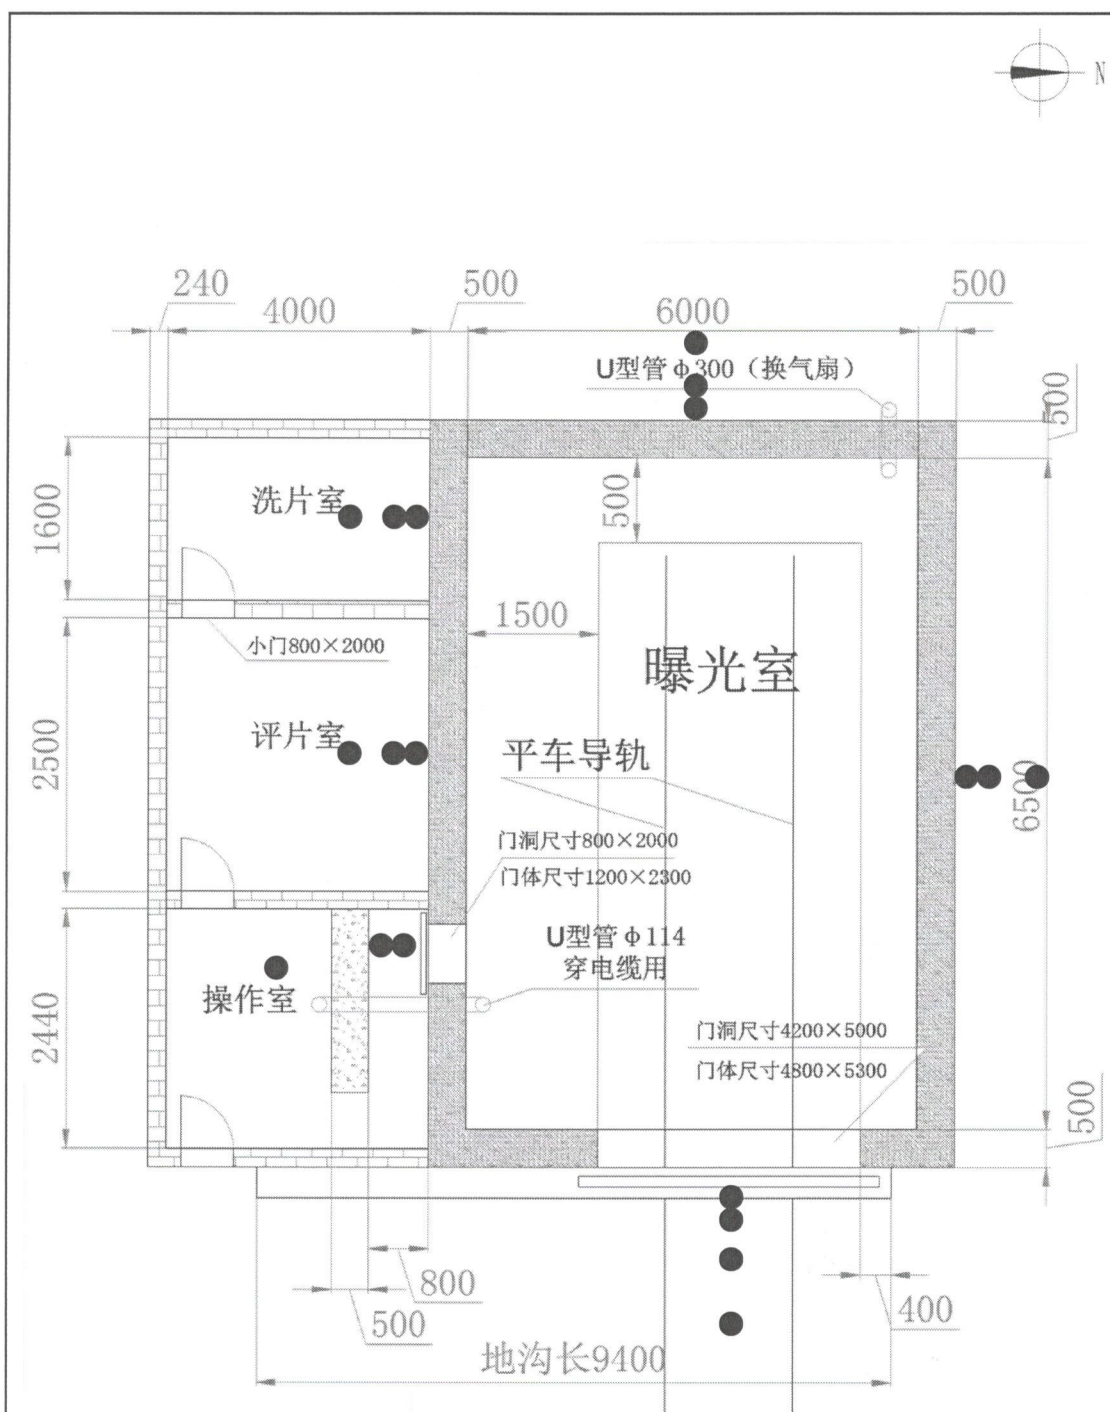 N
240
4000
500
6000
500
U型管φ300（换气扇）
500
1600
洗片室
500
1500
小门800×2000
曝光室
2500
评片室
平车导轨
6500
门洞尺寸800×2000
门体尺寸1200×2300
U型管φ114
穿电缆用
2440
操作室
门洞尺寸4200×5000
门体尺寸4800×5300
500
800
500
400
地沟长9400